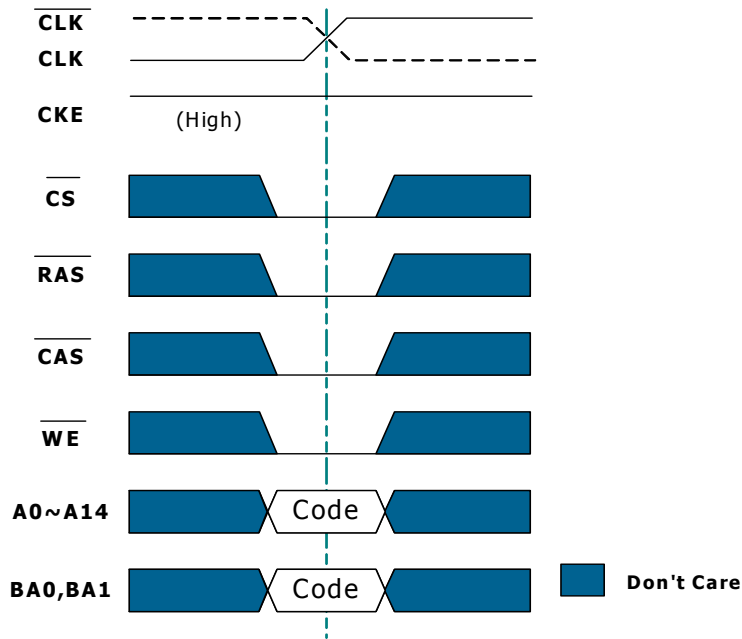 CLK
CLK
CKE
(High)
CS
RAS
CAS
WE
A0~A14
Code
BA0,BA1
Code
Don't Care